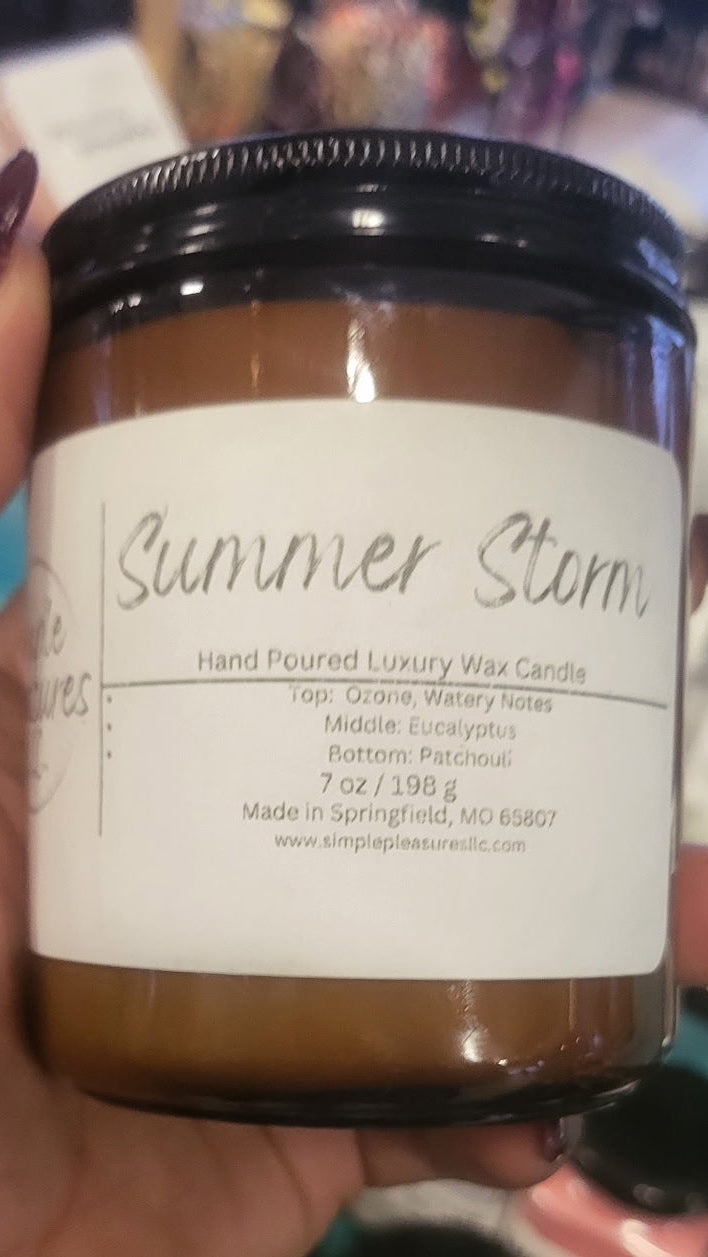 Summer Storm
Hand Poured Luxury Wax Candle
Top: Ozone, Watery Notes
Middle: Eucalyptus
Bottom: Patchouli
7 oz / 198 g
Made in Springfield, MO 65807
www.simplepleasuresllc.com